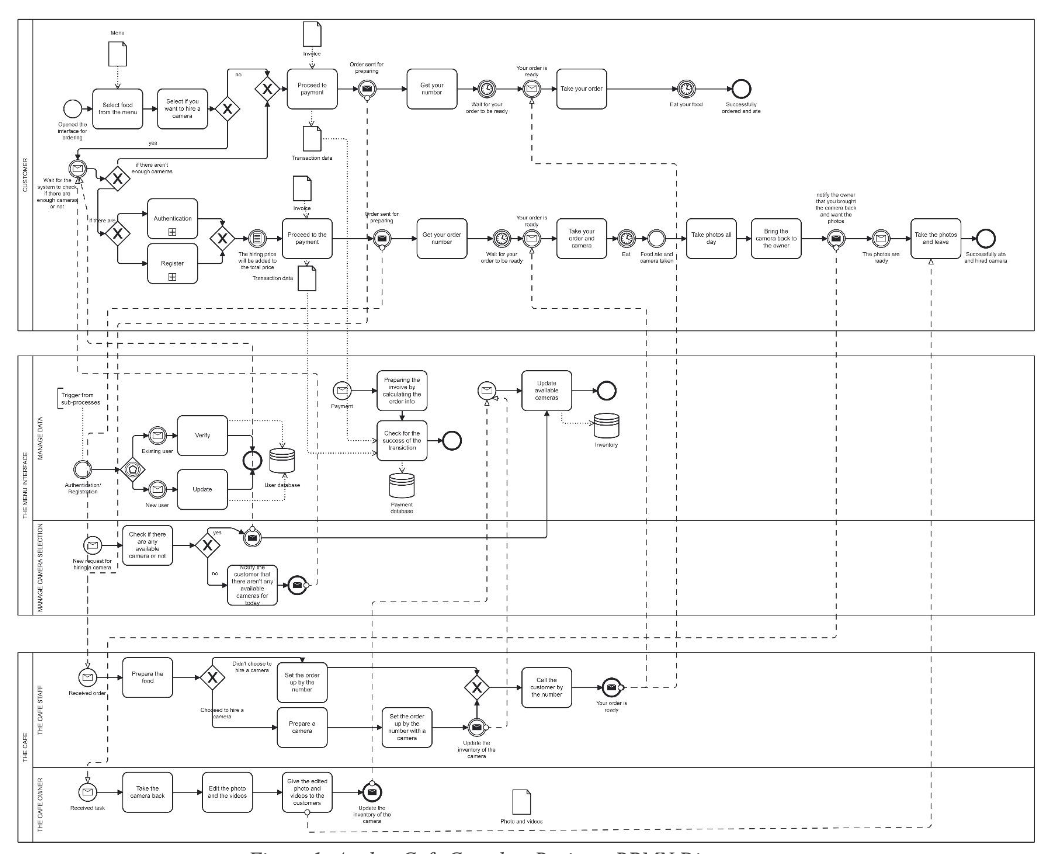 Menu
Invoice
Order sent for
preparing
Your order is
ready
no
Select food
from the menu
Select if you
want to hire a
camera
Proceed to
payment
Get your
number
Wait for your
order to be ready
Take your order
Eat your food
Successfully
ordered and ate
Opened the
interface for
ordering
yes
Transaction data
Wait for the
system to check
if there are
enough cameras
or not
if there aren't
enough cameras
CUSTOMER
Invoice
if there are
Authentication
Register
The hiring price
will be added to
the total price
Proceed to the
payment
Order sent for
preparing
Get your order
number
Wait for your
order to be ready
Your order is
ready
Take your
order and
camera
Eat
Food ate and
camera taken
Take photos all
day
Bring the
camera back to
the owner
notify the owner
that you brought
the camera back
and want the
photos
The photos are
ready
Take the photos
and leave
Successfully ate
and hired camera
Transaction data
THE MENU INTERFACE
MANAGE DATA
Trigger from
sub-processes
Authentication/
Registration
Existing user
Verify
New user
Update
User database
Payment
Preparing the
invoive by
calculating the
order info
Check for the
success of the
transiction
Payment
database
Update
available
cameras
Inventory
MANAGE CAMERA SELECTION
New request for
hiring a camera
Check if there
are any
available
camera or not
yes
no
Notify the
customer that
there aren't any
available
cameras for
today
THE CAFE
THE CAFE STAFF
Received order
Prepare the
food
Didn't choose to
hire a camera
Set the order
up by the
number
Choosed to hire a
camera
Prepare a
camera
Set the order
up by the
number with a
camera
Update the
inventory of the
camera
Call the
customer by
the number
Your order is
ready
THE CAFE OWNER
Received task
Take the
camera back
Edit the photo
and the videos
Give the edited
photo and
videos to the
customers
Update the
inventory of the
camera
Photo and videos